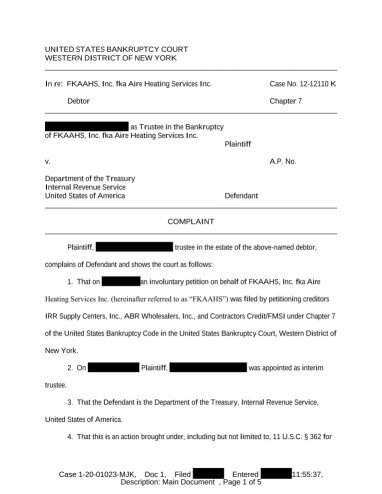 UNITED STATES BANKRUPTCY COURT
WESTERN DISTRICT OF NEW YORK
In re: FKAAHS, Inc. fka Aire Heating Services Inc. Case No. 12-12110 K
Debtor Chapter 7
as Trustee in the Bankruptcy
of FKAAHS, Inc. fka Aire Heating Services Inc.
Plaintiff
v. A.P. No.
Department of the Treasury
Internal Revenue Service
United States of America Defendant
COMPLAINT
Plaintiff, trustee in the estate of the above-named debtor,
complains of Defendant and shows the court as follows:
1. That on an involuntary petition on behalf of FKAAHS, Inc. fka Aire
Heating Services Inc. (hereinafter referred to as “FKAAHS”) was filed by petitioning creditors
IRR Supply Centers, Inc., ABR Wholesalers, Inc., and Contractors Credit/FMSI under Chapter 7
of the United States Bankruptcy Code in the United States Bankruptcy Court, Western District of
New York.
2. On Plaintiff, was appointed as interim
trustee.
3. That the Defendant is the Department of the Treasury, Internal Revenue Service,
United States of America.
4. That this is an action brought under, including but not limited to, 11 U.S.C. § 362 for
Case 1-20-01023-MJK, Doc 1, Filed Entered 11:55:37,
Description: Main Document , Page 1 of 5